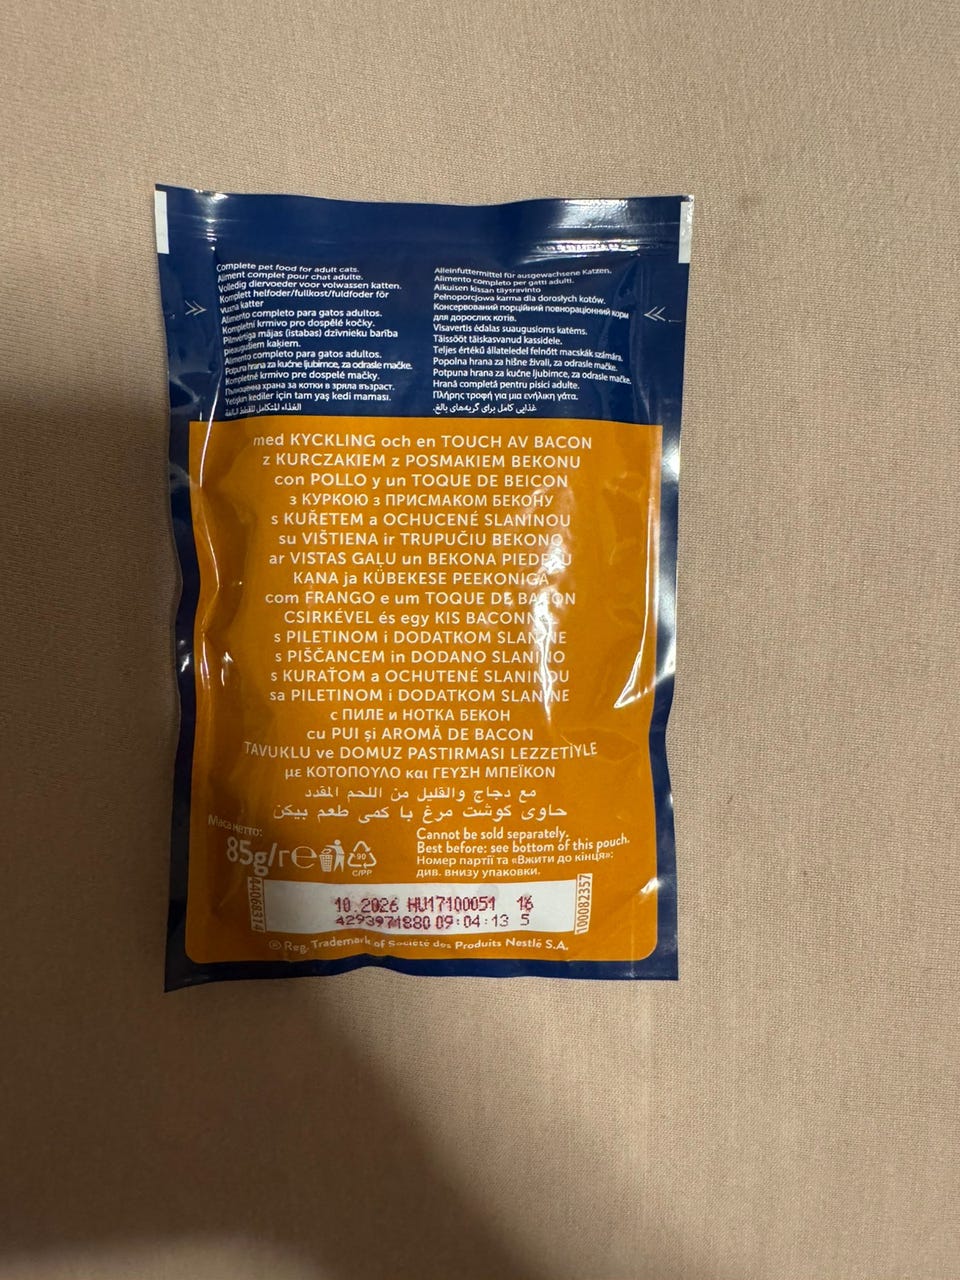 Complete pet food for adult cats.
Aliment complet pour chat adulte.
Volledig diervoeder voor volwassen katten.
Komplett helfoder/fullkost/fuldfoder för
vuxna katter
Alimento completo para gatos adultos.
Kompletní krmivo pro dospělé kočky.
Pilnvērtīga mājas (istabas) dzīvnieku barība
pieaugušiem kaķiem.
Alimento completo para gatos adultos.
Potpuna hrana za kućne ljubimce, za odrasle mačke.
Kompletné krmivo pre dospelé mačky.
Пълноценна храна за котки в зряла възраст.
Yetişkin kediler için tam yaş kedi maması.
الغذاء المتكامل للقطط البالغة
Alleinfuttermittel für ausgewachsene Katzen.
Alimento completo per gatti adulti.
Aikuisen kissan täysravinto
Pełnoporcjowa karma dla dorosłych kotów.
Консервований порційний повнораціонний корм
для дорослих котів.
Visavertis ėdalas suaugusioms katėms.
Täissööt täiskasvanud kassidele.
Teljes értékű állateledel felnőtt macskák számára.
Popolna hrana za hišne živali, za odrasle mačke.
Potpuna hrana za kućne ljubimce, za odrasle mačke.
Hrană completă pentru pisici adulte.
Πλήρης τροφή για μια ενήλικη γάτα.
غذایی کامل برای گربه‌های بالغ.
med KYCKLING och en TOUCH AV BACON
z KURCZAKIEM z POSMAKIEM BEKONU
con POLLO y un TOQUE DE BEICON
з КУРКОЮ з ПРИСМАКОМ БЕКОНУ
s KUŘETEM a OCHUCENÉ SLANINOU
su VIŠTIENA ir TRUPUČIU BEKONO
ar VISTAS GAĻU un BEKONA PIEDEVU
KANA ja KÜBEKESE PEEKONIGA
com FRANGO e um TOQUE DE BACON
CSIRKÉVEL és egy KIS BACONNEL
s PILETINOM i DODATKOM SLANINE
s PIŠČANCEM in DODANO SLANINO
s KURAŤOM a OCHUTENÉ SLANINOU
sa PILETINOM i DODATKOM SLANINE
с ПИЛЕ и НОТКА БЕКОН
cu PUI și AROMĂ DE BACON
TAVUKLU ve DOMUZ PASTIRMASI LEZZETİYLE
με ΚΟΤΟΠΟΥΛΟ και ΓΕΥΣΗ ΜΠΕΪΚΟΝ
مع دجاج والقليل من اللحم المقدد
حاوی گوشت مرغ با کمی طعم بیکن
Маса нетто:
85g/г℮
90
C/PP
Cannot be sold separately.
Best before: see bottom of this pouch.
Номер партії та «Вжити до кінця»:
див. внизу упаковки.
44068314
10.2026 HU17100051 16
4293971880 09:04:13 5
100082357
® Reg. Trademark of Société des Produits Nestlé S.A.